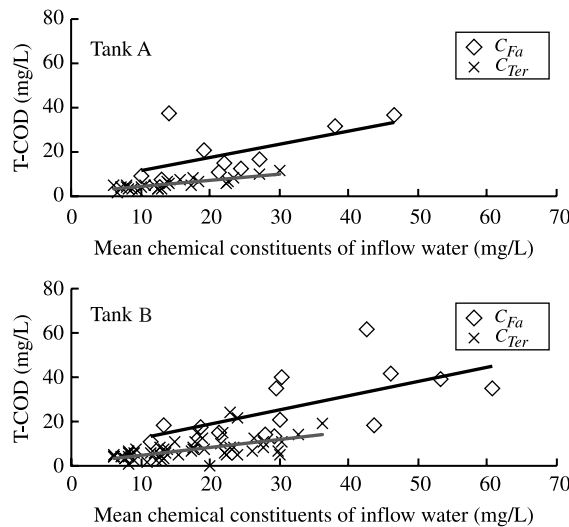 80
60
40
20
0
T-COD (mg/L)
Tank A
C_Fa
C_Ter
0 10 20 30 40 50 60 70
Mean chemical constituents of inflow water (mg/L)
80
60
40
20
0
T-COD (mg/L)
Tank B
C_Fa
C_Ter
0 10 20 30 40 50 60 70
Mean chemical constituents of inflow water (mg/L)